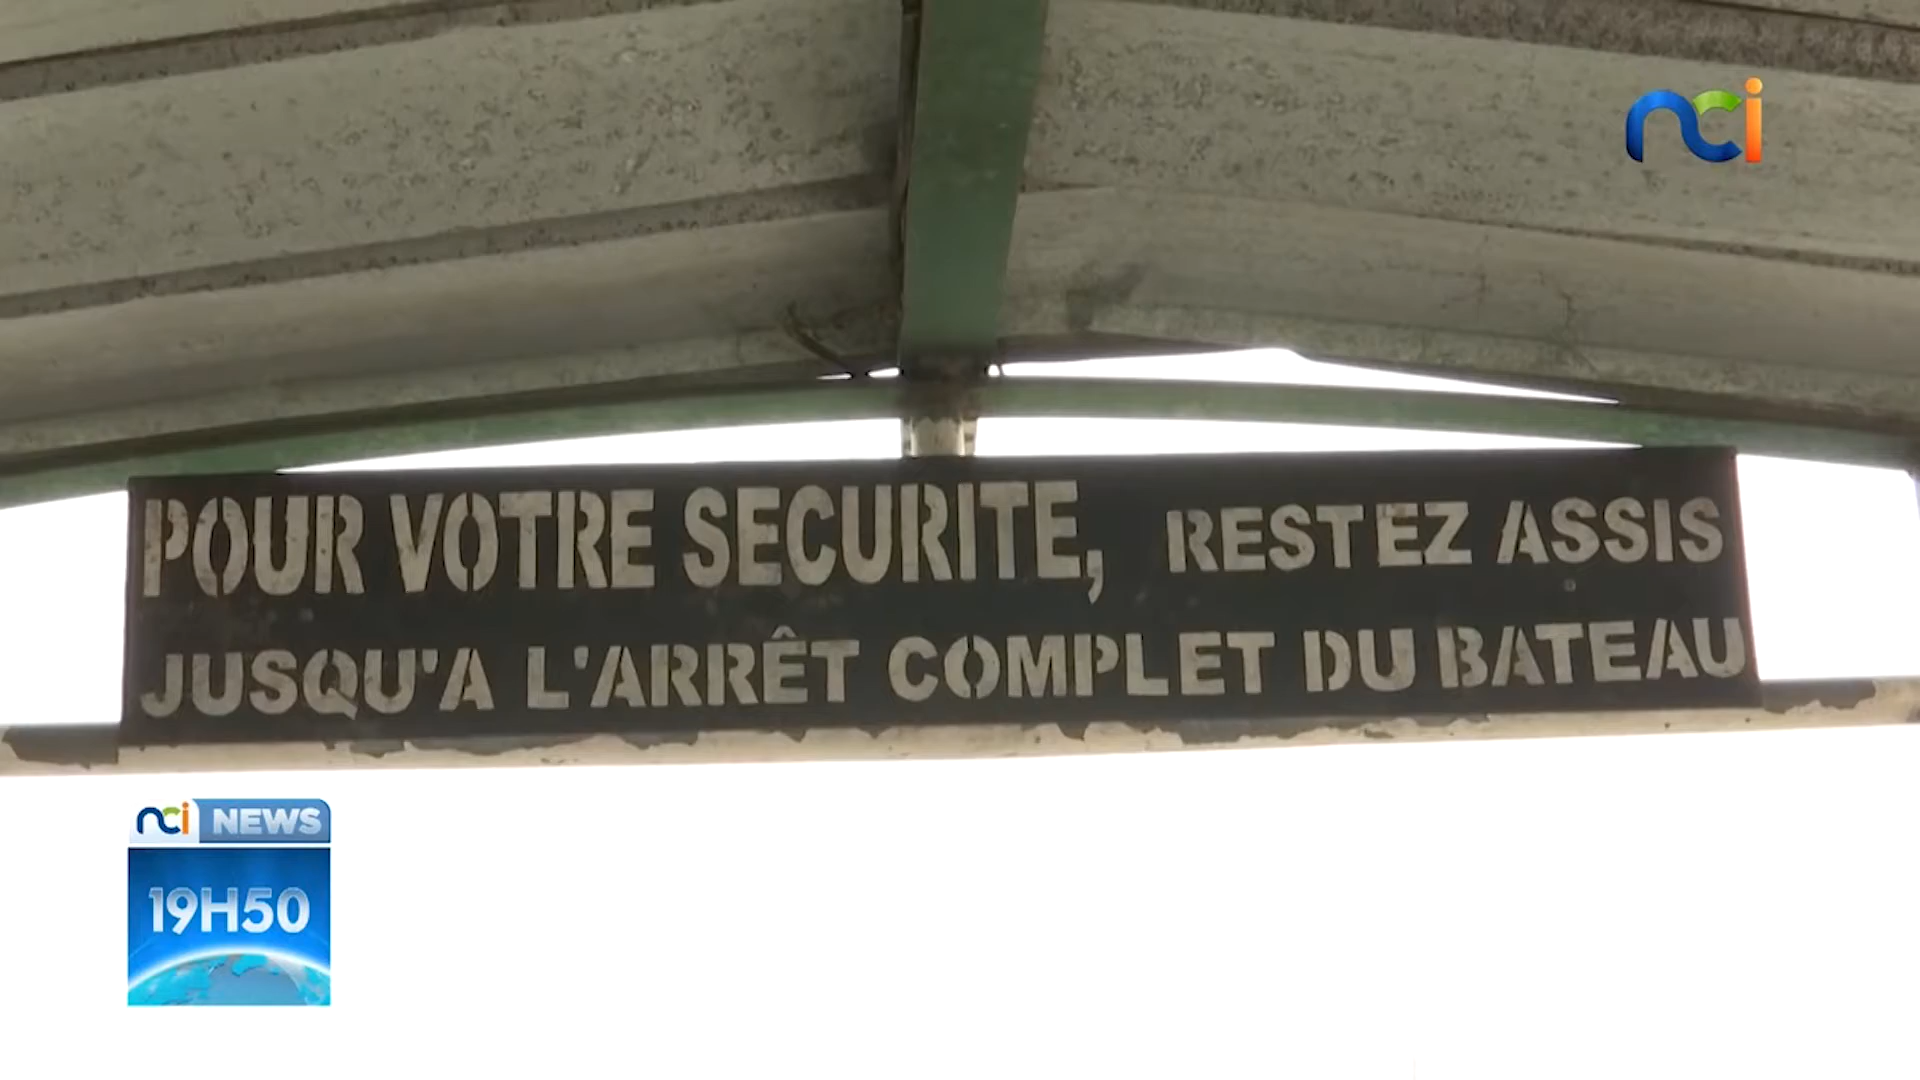 nci
POUR VOTRE SECURITE, RESTEZ ASSIS
JUSQU'A L'ARRÊT COMPLET DU BATEAU
nci NEWS
19H50